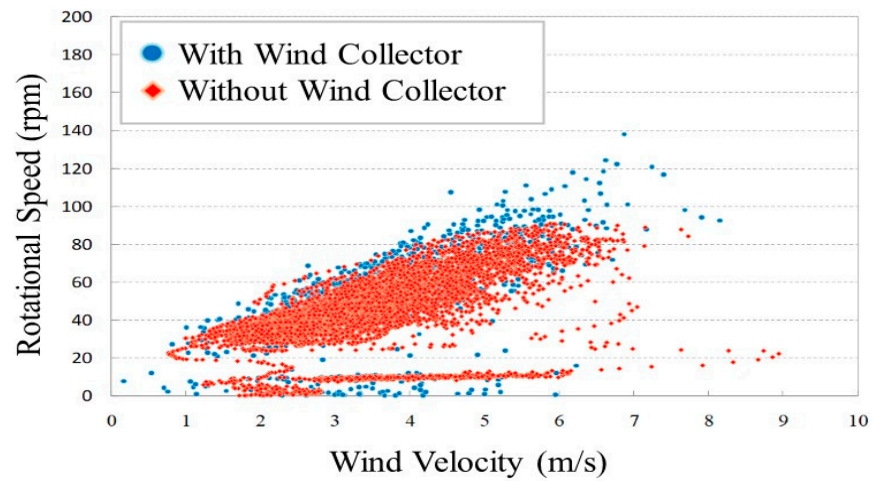 200
180
160
140
120
100
80
60
40
20
0
Rotational Speed (rpm)
With Wind Collector
Without Wind Collector
0 1 2 3 4 5 6 7 8 9 10
Wind Velocity (m/s)